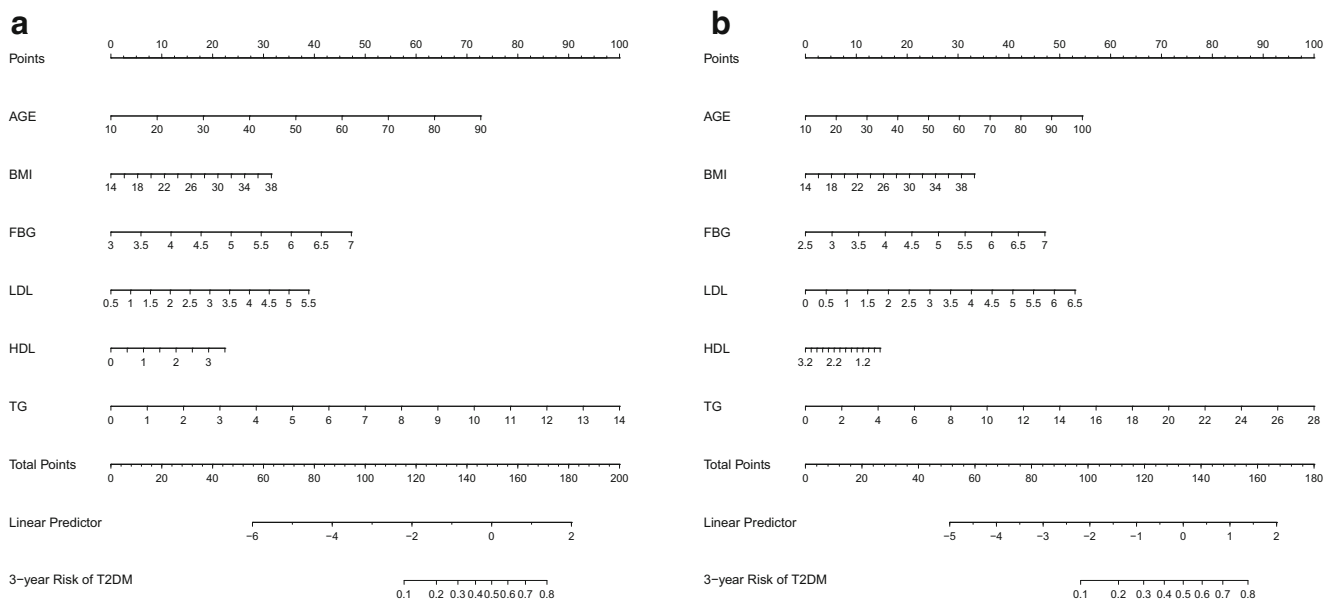 a
0 10 20 30 40 50 60 70 80 90 100
Points
AGE
10 20 30 40 50 60 70 80 90
BMI
14 18 22 26 30 34 38
FBG
3 3.5 4 4.5 5 5.5 6 6.5 7
LDL
0.5 1 1.5 2 2.5 3 3.5 4 4.5 5 5.5
HDL
0 1 2 3
TG
0 1 2 3 4 5 6 7 8 9 10 11 12 13 14
Total Points
0 20 40 60 80 100 120 140 160 180 200
Linear Predictor
−6 −4 −2 0 2
3−year Risk of T2DM
0.1 0.2 0.3 0.4 0.5 0.6 0.7 0.8
b
0 10 20 30 40 50 60 70 80 90 100
Points
AGE
10 20 30 40 50 60 70 80 90 100
BMI
14 18 22 26 30 34 38
FBG
2.5 3 3.5 4 4.5 5 5.5 6 6.5 7
LDL
0 0.5 1 1.5 2 2.5 3 3.5 4 4.5 5 5.5 6 6.5
HDL
3.2 2.2 1.2
TG
0 2 4 6 8 10 12 14 16 18 20 22 24 26 28
Total Points
0 20 40 60 80 100 120 140 160 180
Linear Predictor
−5 −4 −3 −2 −1 0 1 2
3−year Risk of T2DM
0.1 0.2 0.3 0.4 0.5 0.6 0.7 0.8